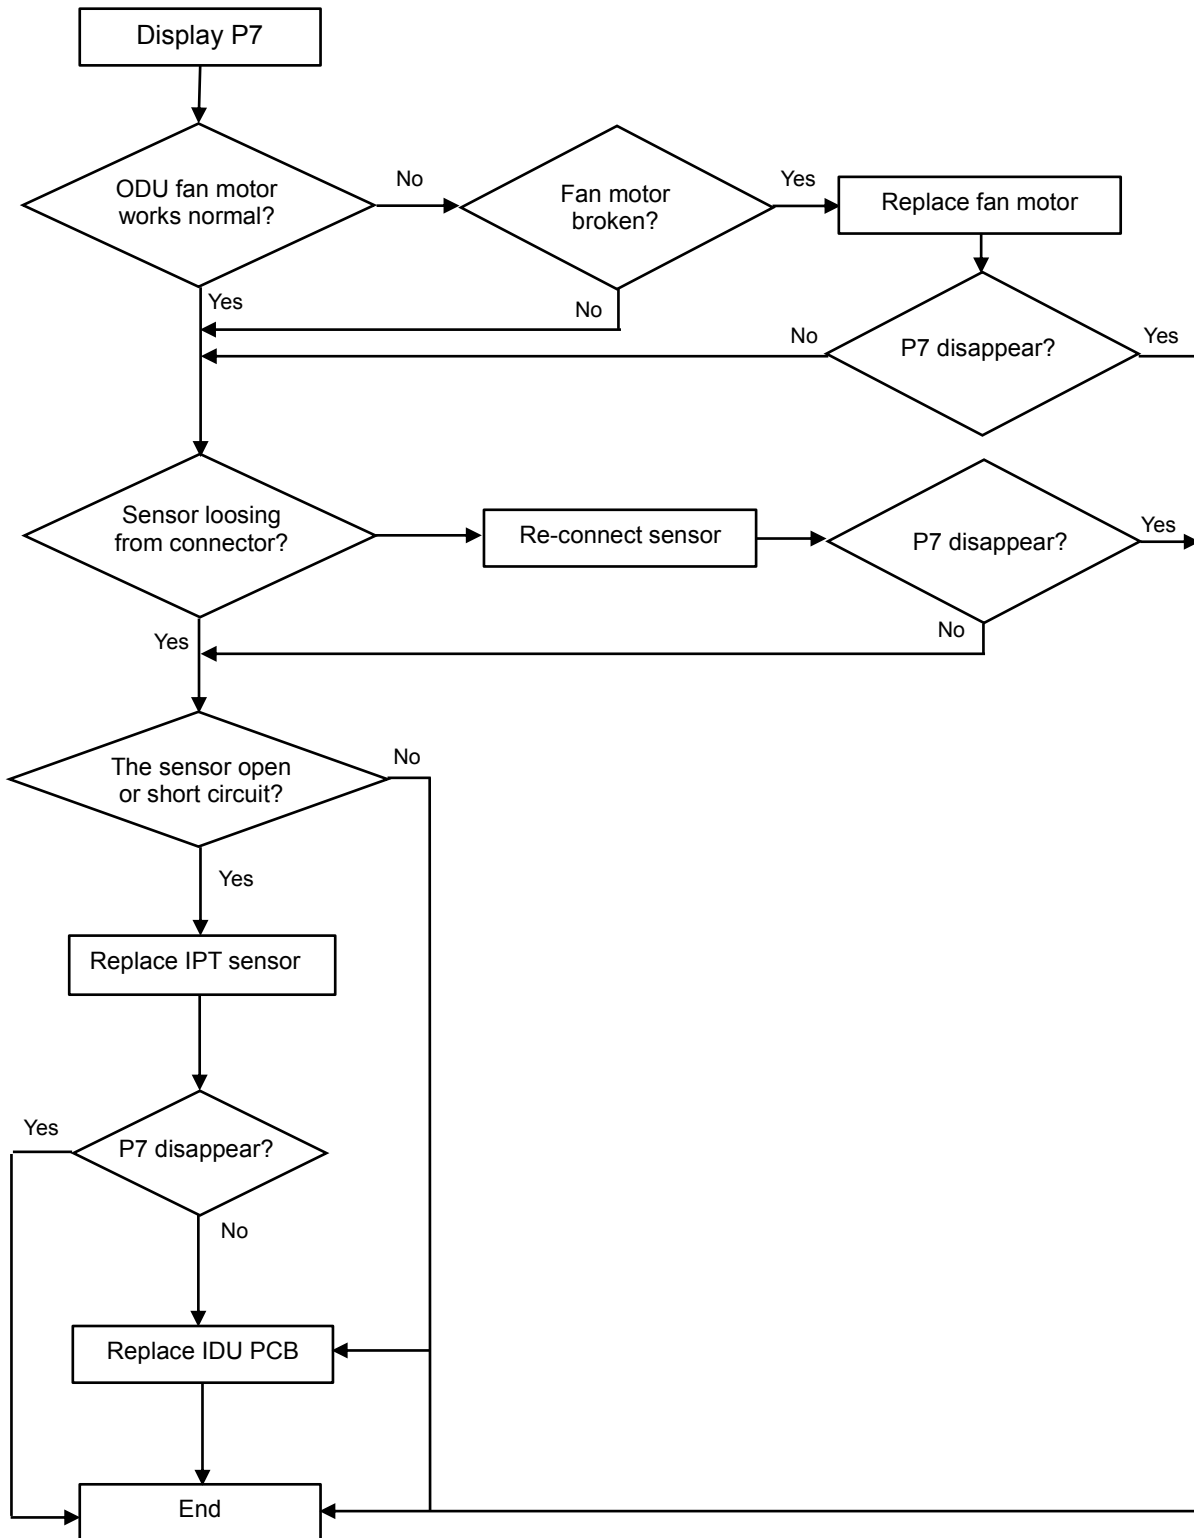 Display P7
ODU fan motor
works normal?
No
Fan motor
broken?
Yes
Replace fan motor
Yes
No
No
P7 disappear?
Yes
Sensor loosing
from connector?
Re-connect sensor
P7 disappear?
Yes
Yes
No
The sensor open
or short circuit?
No
Yes
Replace IPT sensor
Yes
P7 disappear?
No
Replace IDU PCB
End